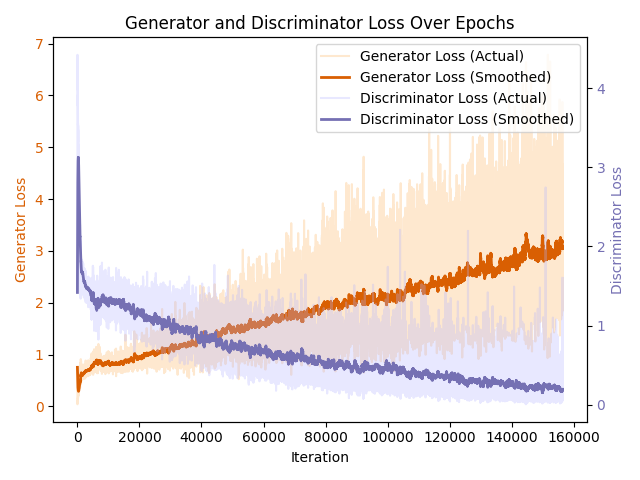 Generator and Discriminator Loss Over Epochs
Generator Loss (Actual)
Generator Loss (Smoothed)
Discriminator Loss (Actual)
Discriminator Loss (Smoothed)
Generator Loss
7
6
5
4
3
2
1
0
Discriminator Loss
4
3
2
1
0
0 20000 40000 60000 80000 100000 120000 140000 160000
Iteration